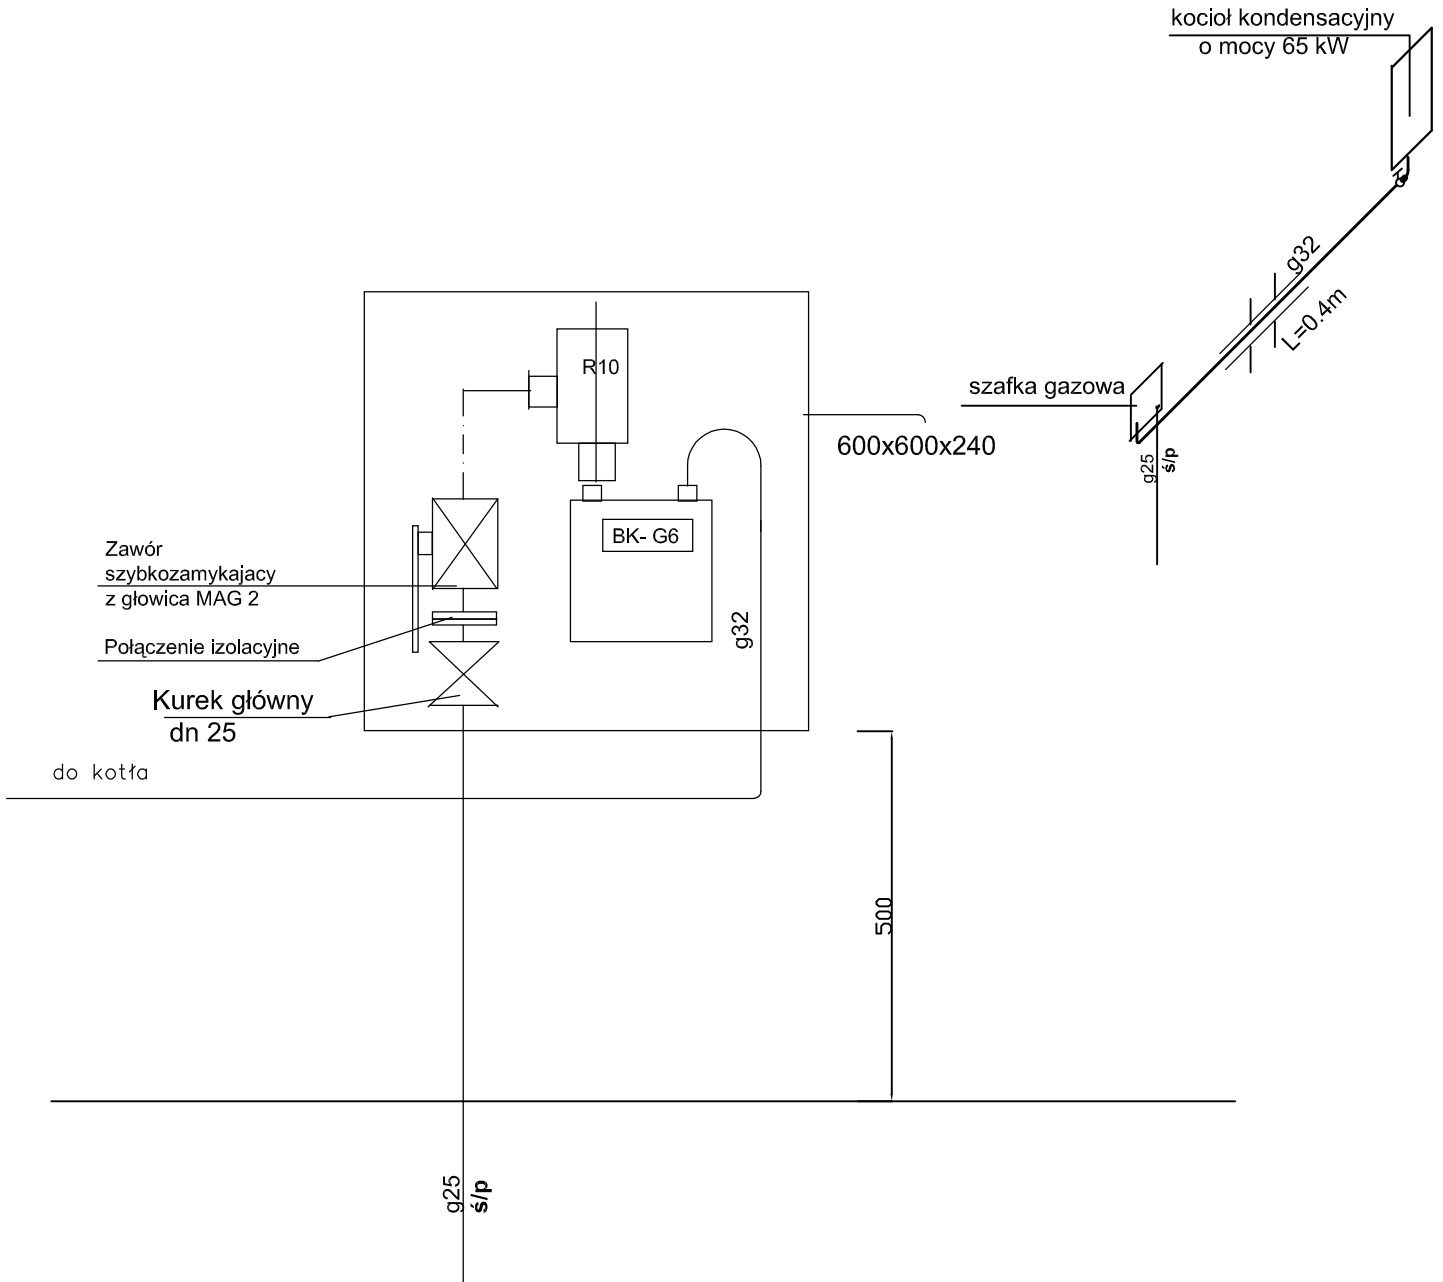 kocioł kondensacyjny
o mocy 65 kW
g32
L=0.4m
szafka gazowa
g25
ś/p
R10
600x600x240
BK- G6
Zawór
szybkozamykajacy
z głowica MAG 2
Połączenie izolacyjne
g32
Kurek główny
dn 25
do kotła
500
g25
ś/p